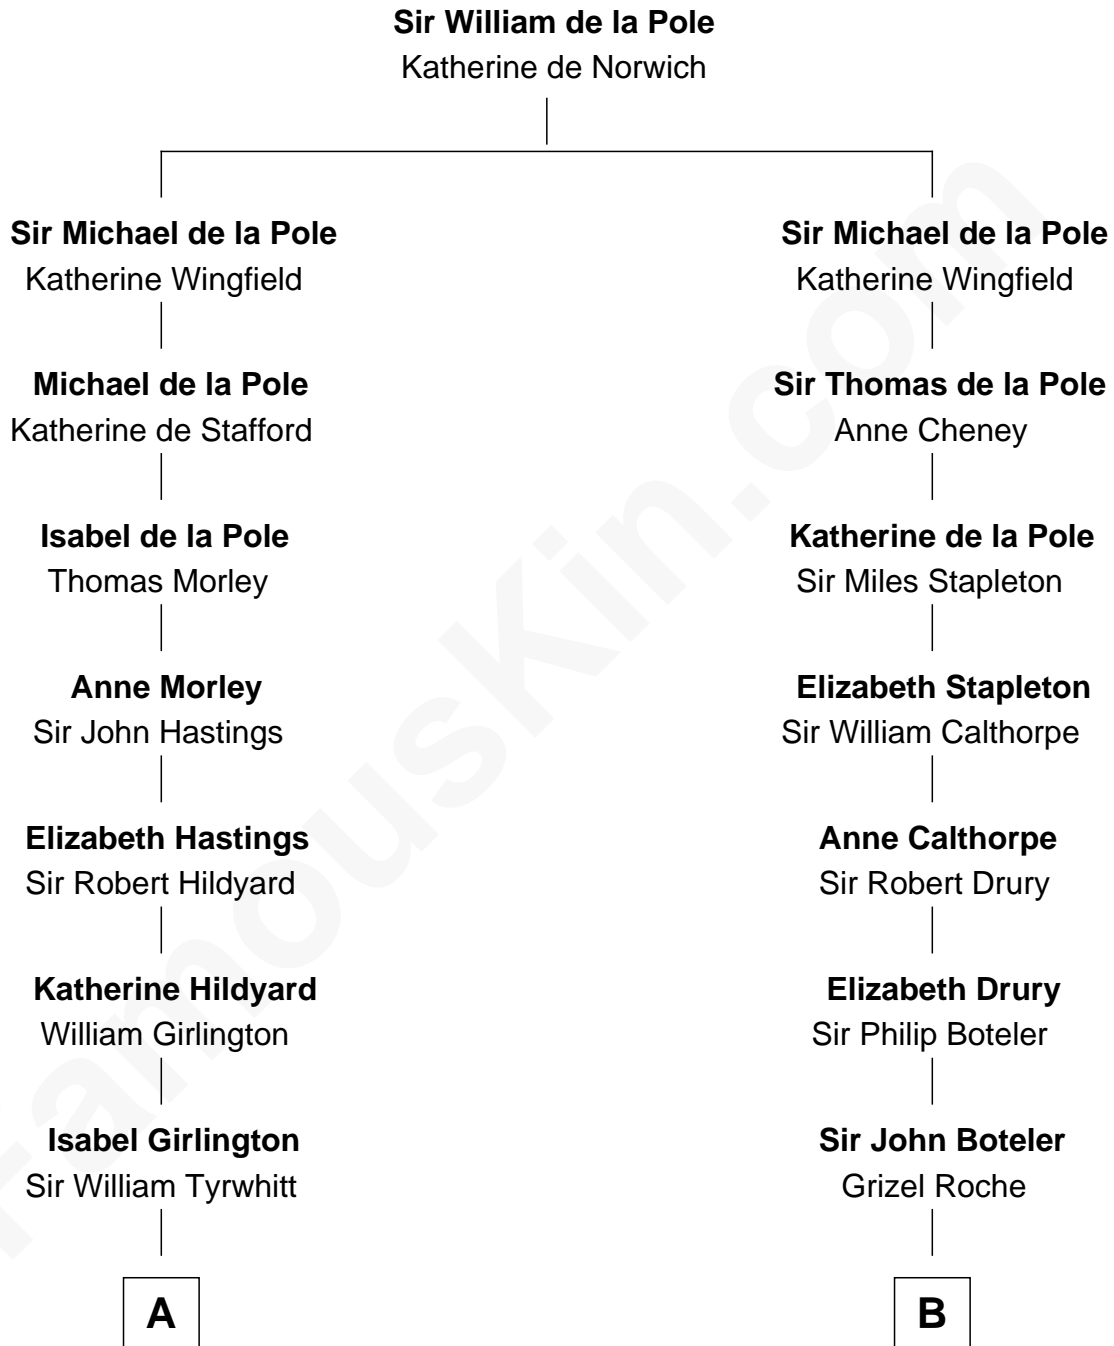 Sir William de la Pole
Katherine de Norwich
Sir Michael de la Pole
Katherine Wingfield
Sir Michael de la Pole
Katherine Wingfield
Michael de la Pole
Katherine de Stafford
Sir Thomas de la Pole
Anne Cheney
Isabel de la Pole
Thomas Morley
Katherine de la Pole
Sir Miles Stapleton
Anne Morley
Sir John Hastings
Elizabeth Stapleton
Sir William Calthorpe
Elizabeth Hastings
Sir Robert Hildyard
Anne Calthorpe
Sir Robert Drury
Katherine Hildyard
William Girlington
Elizabeth Drury
Sir Philip Boteler
Isabel Girlington
Sir William Tyrwhitt
Sir John Boteler
Grizel Roche
A
B
FamousKin.com